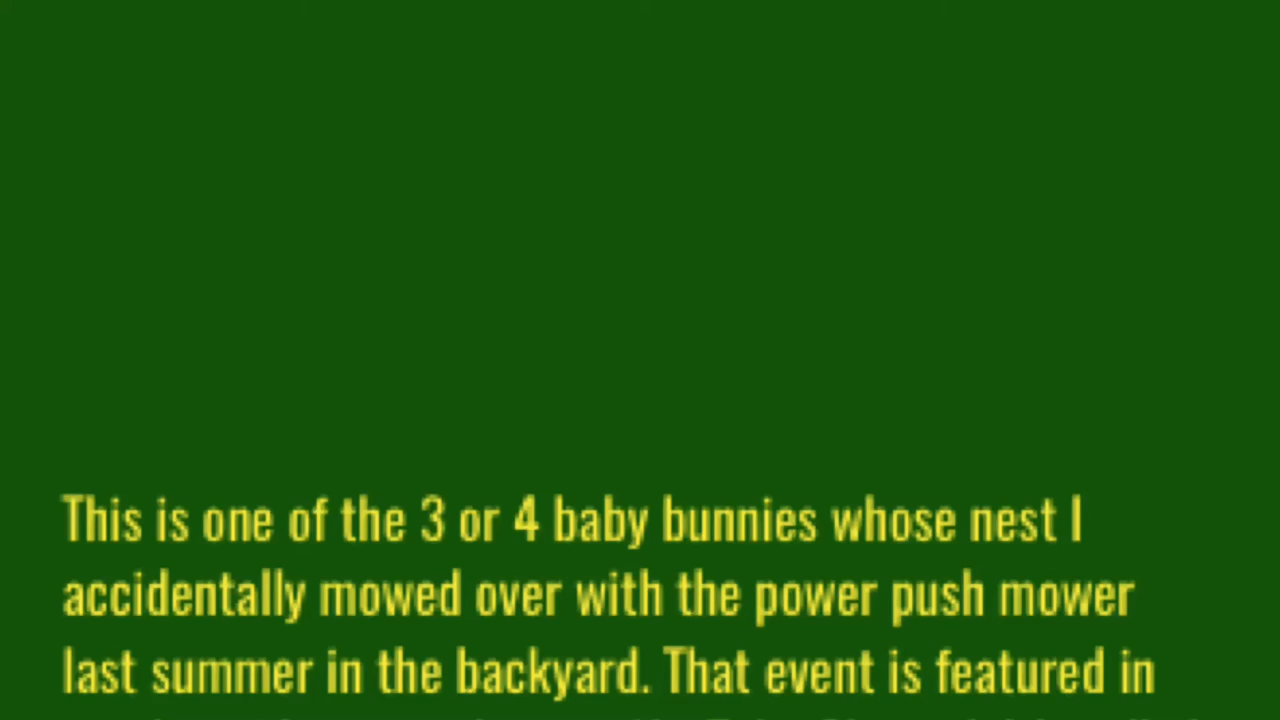 This is one of the 3 or 4 baby bunnies whose nest I
accidentally mowed over with the power push mower
last summer in the backyard. That event is featured in